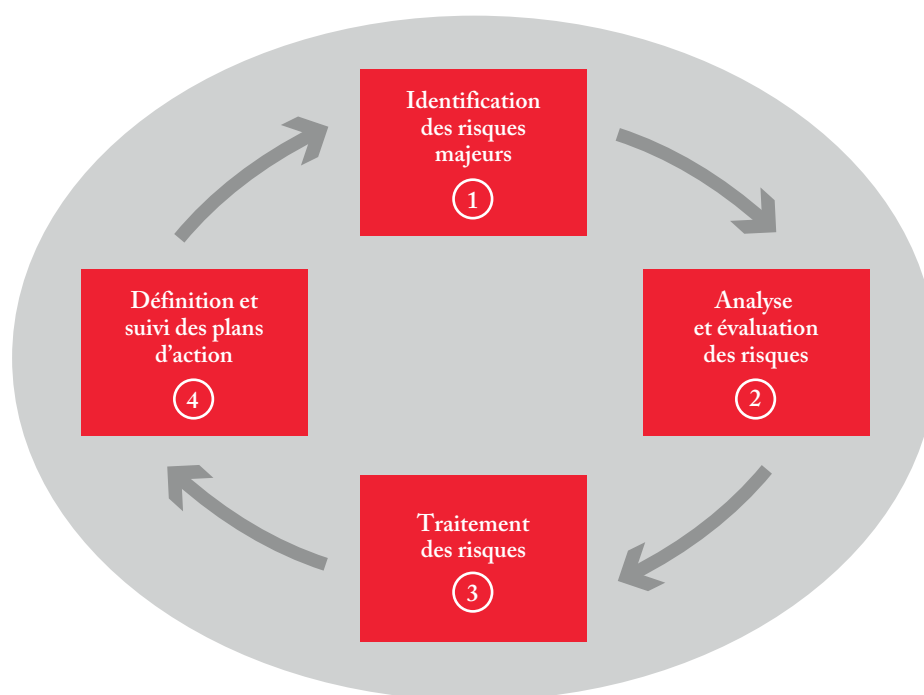 Identification
des risques
majeurs
1
Analyse
et évaluation
des risques
2
Traitement
des risques
3
Définition et
suivi des plans
d’action
4